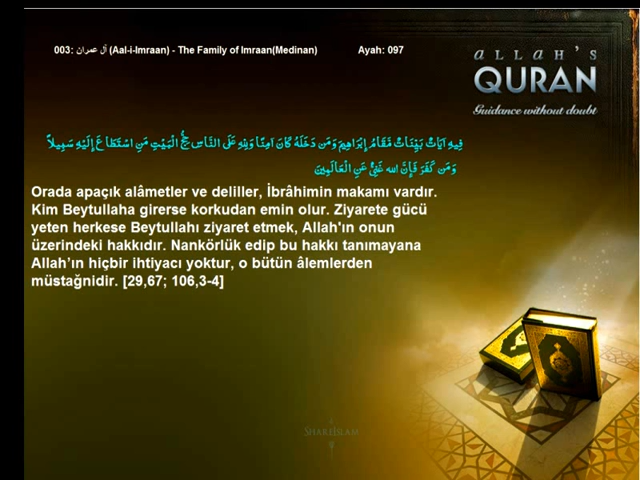 003: أل عمران (Aal-i-Imraan) - The Family of Imraan(Medinan) Ayah: 097
ALLAH'S
QURAN
Guidance without doubt
فِيهِ آيَاتٌ بَيِّنَاتٌ مَّقَامُ إِبْرَاهِيمَ وَمَن دَخَلَهُ كَانَ آمِنًا وَلِلّهِ عَلَى النَّاسِ حِجُّ الْبَيْتِ مَنِ اسْتَطَاعَ إِلَيْهِ سَبِيلاً
وَمَن كَفَرَ فَإِنَّ الله غَنِيٌّ عَنِ الْعَالَمِينَ
Orada apaçık alâmetler ve deliller, İbrâhimin makamı vardır.
Kim Beytullaha girerse korkudan emin olur. Ziyarete gücü
yeten herkese Beytullahı ziyaret etmek, Allah'ın onun
üzerindeki hakkıdır. Nankörlük edip bu hakkı tanımayana
Allah’ın hiçbir ihtiyacı yoktur, o bütün âlemlerden
müstağnidir. [29,67; 106,3-4]
SHAREISLAM